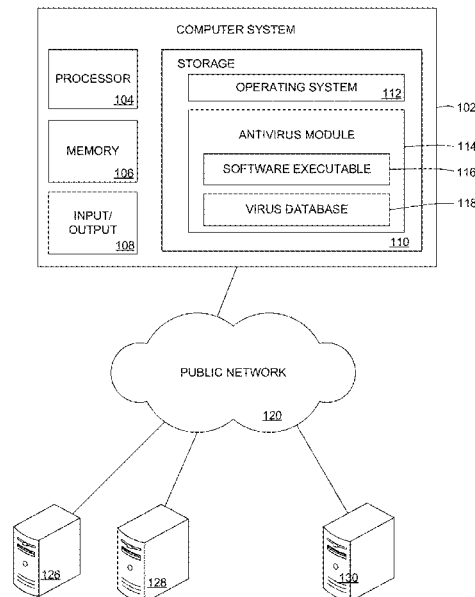 COMPUTER SYSTEM
PROCESSOR
104
MEMORY
106
INPUT/
OUTPUT
108
STORAGE
OPERATING SYSTEM
112
ANTIVIRUS MODULE
SOFTWARE EXECUTABLE
VIRUS DATABASE
110
102
114
116
118
PUBLIC NETWORK
120
126
128
130